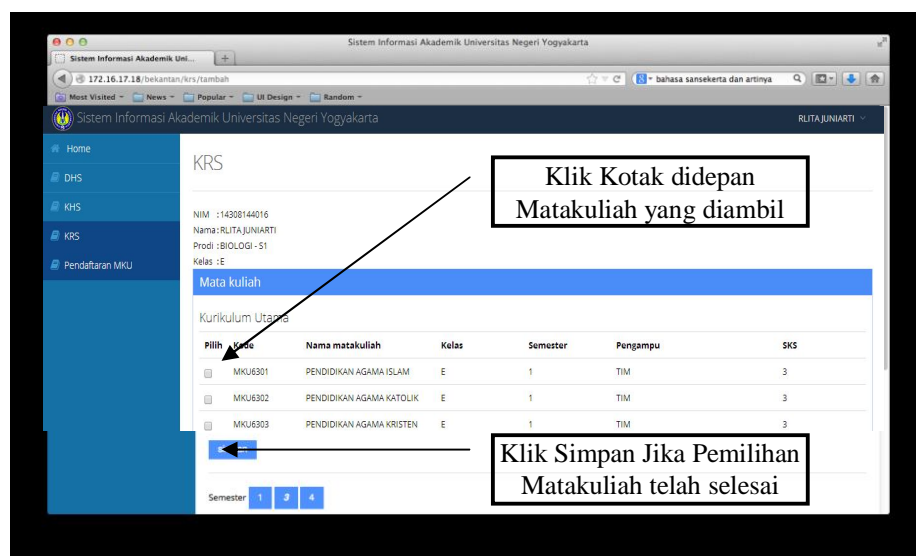 Sistem Informasi Akademik Universitas Negeri Yogyakarta
Sistem Informasi Akademik Uni...
172.16.17.18/bekantan/krs/tambah
bahasa sansekerta dan artinya
Most Visited News Popular UI Design Random
Sistem Informasi Akademik Universitas Negeri Yogyakarta
RLITA JUNIARTI
Home
DHS
KHS
KRS
Pendaftaran MKU
KRS
Klik Kotak didepan
Matakuliah yang diambil
NIM :14308144016
Nama:RLITA JUNIARTI
Prodi :BIOLOGI - S1
Kelas :E
Mata kuliah
Kurikulum Utama
Pilih Kode Nama matakuliah Kelas Semester Pengampu SKS
MKU6301 PENDIDIKAN AGAMA ISLAM E 1 TIM 3
MKU6302 PENDIDIKAN AGAMA KATOLIK E 1 TIM 3
MKU6303 PENDIDIKAN AGAMA KRISTEN E 1 TIM 3
Klik Simpan Jika Pemilihan
Matakuliah telah selesai
Semester 1 3 4